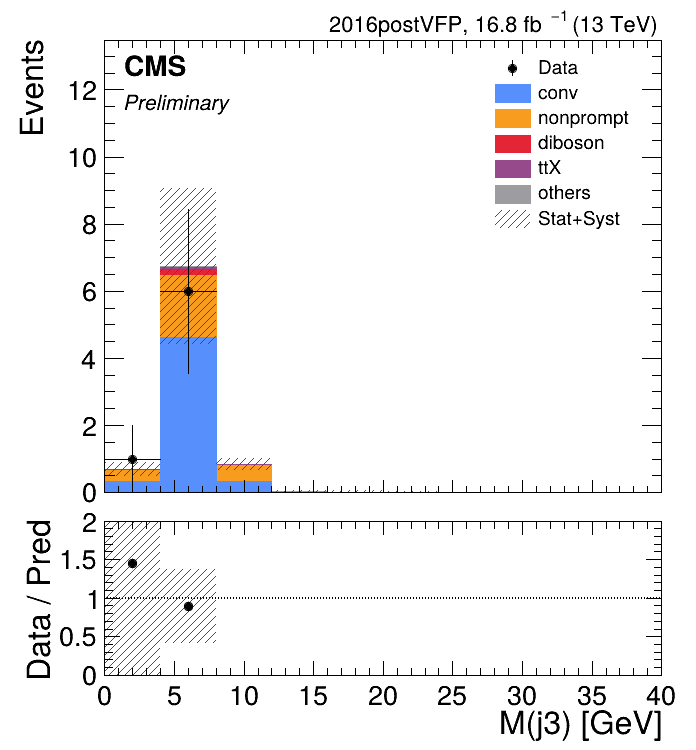 2016postVFP, 16.8 fb⁻¹ (13 TeV)
CMS
Preliminary
Events
12
10
8
6
4
2
0
Data
conv
nonprompt
diboson
ttX
others
Stat+Syst
Data / Pred
2
1.5
1
0.5
0
0 5 10 15 20 25 30 35 40
M(j3) [GeV]